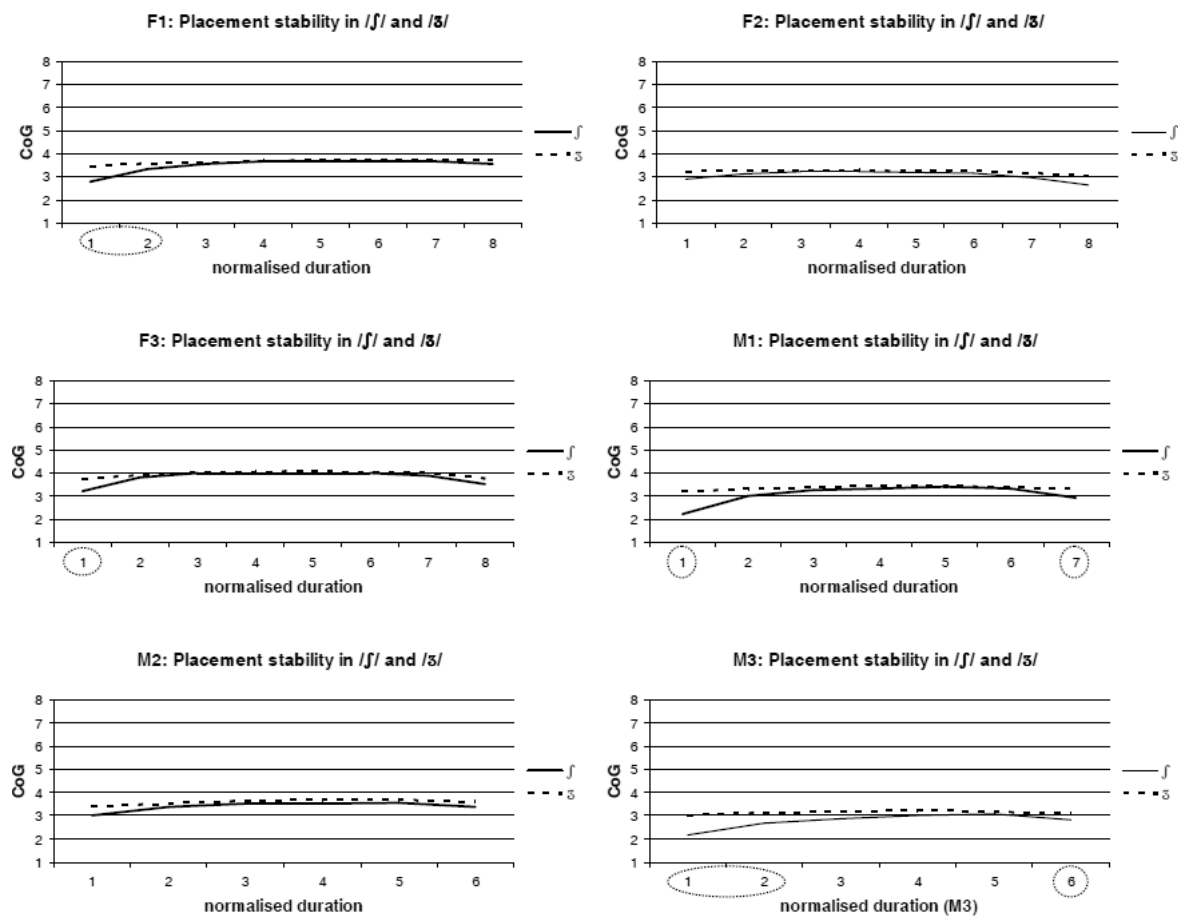 F1: Placement stability in /ʃ/ and /ʒ/
8
7
6
5
4
3
2
1
CoG
ʃ
ʒ
1 2 3 4 5 6 7 8
normalised duration
F2: Placement stability in /ʃ/ and /ʒ/
8
7
6
5
4
3
2
1
CoG
ʃ
ʒ
1 2 3 4 5 6 7 8
normalised duration
F3: Placement stability in /ʃ/ and /ʒ/
8
7
6
5
4
3
2
1
CoG
ʃ
ʒ
1 2 3 4 5 6 7 8
normalised duration
M1: Placement stability in /ʃ/ and /ʒ/
8
7
6
5
4
3
2
1
CoG
ʃ
ʒ
1 2 3 4 5 6 7
normalised duration
M2: Placement stability in /ʃ/ and /ʒ/
8
7
6
5
4
3
2
1
CoG
ʃ
ʒ
1 2 3 4 5 6
normalised duration
M3: Placement stability in /ʃ/ and /ʒ/
8
7
6
5
4
3
2
1
CoG
ʃ
ʒ
1 2 3 4 5 6
normalised duration (M3)